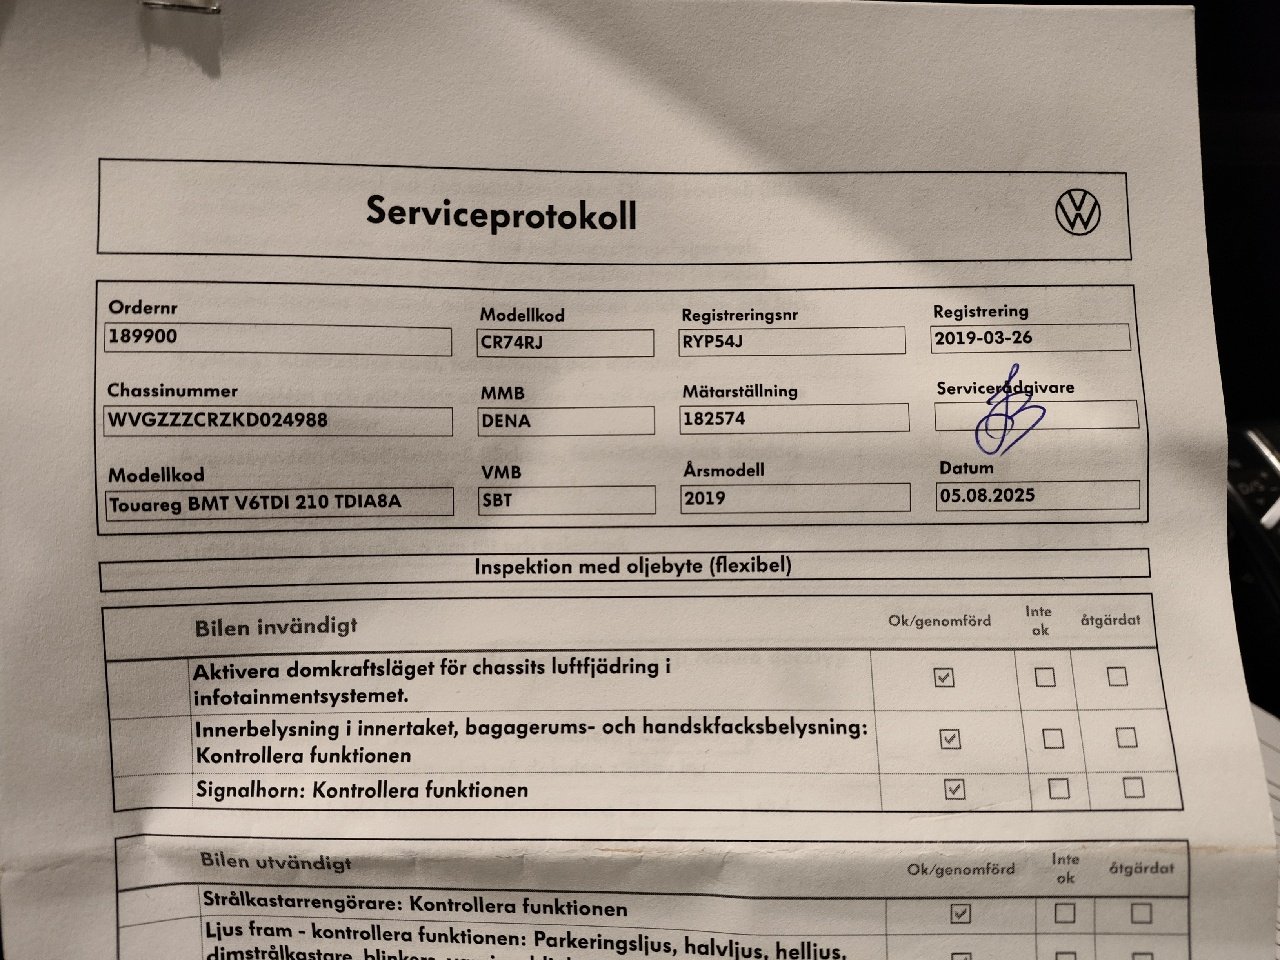 Serviceprotokoll
Ordernr Modellkod Registreringsnr Registrering
189900 CR74RJ RYP54J 2019-03-26
Chassinummer MMB Mätarställning Servicerådgivare
WVGZZZCRZKD024988 DENA 182574
Modellkod VMB Årsmodell Datum
Touareg BMT V6TDI 210 TDIA8A SBT 2019 05.08.2025
Inspektion med oljebyte (flexibel)
Bilen invändigt Ok/genomförd Inte ok åtgärdat
Aktivera domkraftsläget för chassits luftfjädring i
infotainmentsystemet.
Innerbelysning i innertaket, bagagerums- och handskfacksbelysning:
Kontrollera funktionen
Signalhorn: Kontrollera funktionen
Bilen utvändigt Ok/genomförd Inte ok åtgärdat
Strålkastarrengörare: Kontrollera funktionen
Ljus fram - kontrollera funktionen: Parkeringsljus, halvljus, helljus,
dimstrålkastare, blinkers,